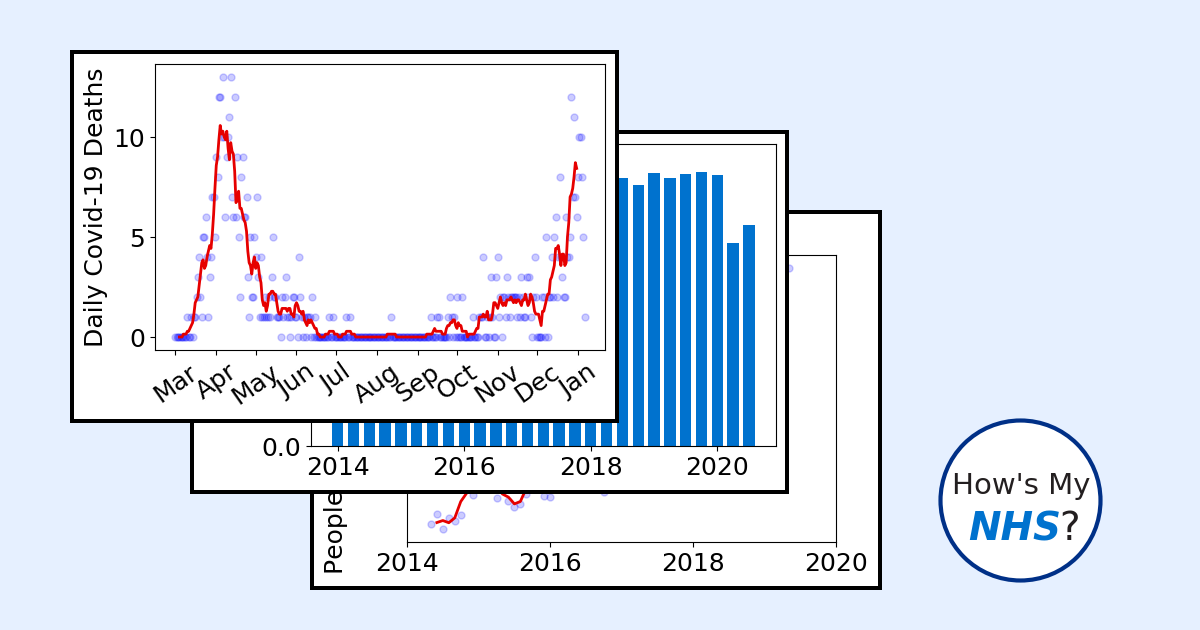 Daily Covid-19 Deaths
10
5
0
Mar Apr May Jun Jul Aug Sep Oct Nov Dec Jan
0.0
2014 2016 2018 2020
People
2014 2016 2018 2020
How's My
NHS?